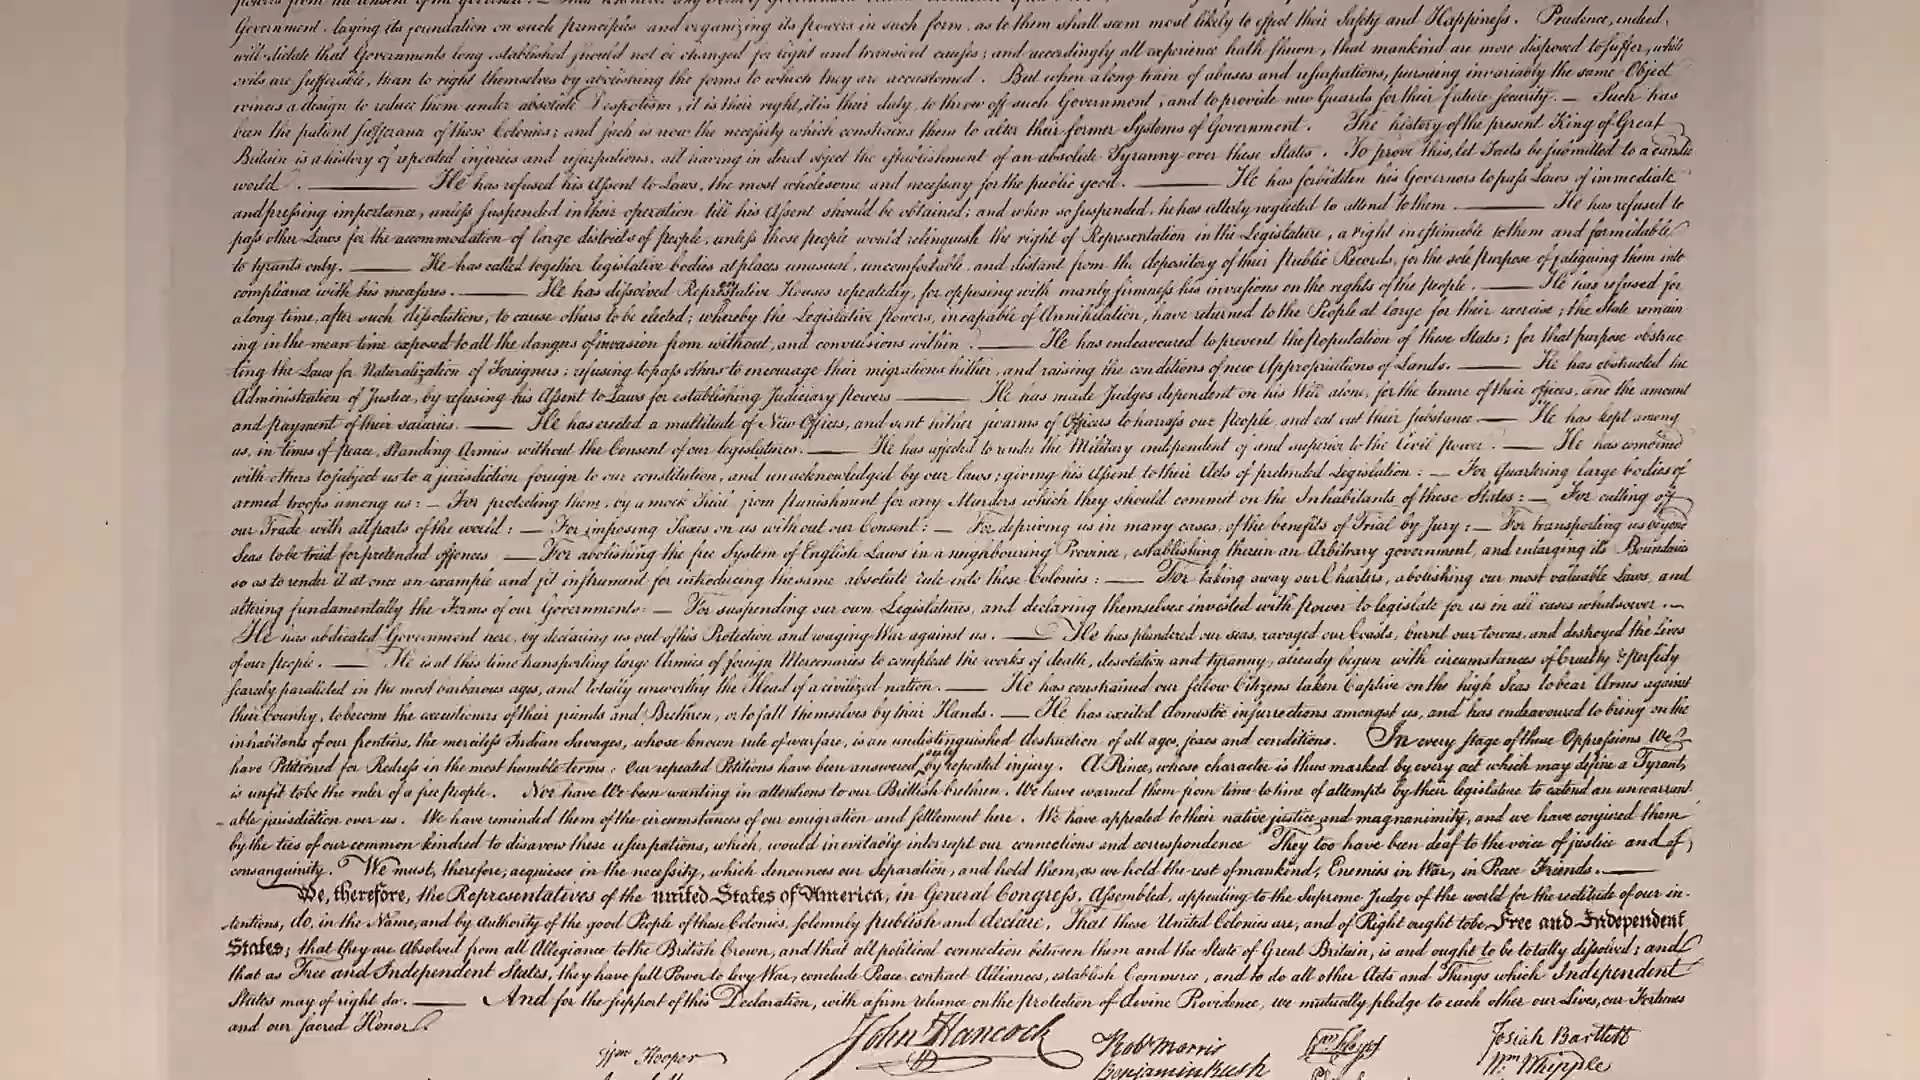 Government, laying its foundation on such principles and organizing its powers in such form, as to them shall seem most likely to effect their Safety and Happiness. Prudence, indeed,
will dictate that Governments long established should not be changed for light and transient causes; and accordingly all experience hath shewn, that mankind are more disposed to suffer, while
evils are sufferable, than to right themselves by abolishing the forms to which they are accustomed. But when a long train of abuses and usurpations, pursuing invariably the same Object
evinces a design to reduce them under absolute Despotism, it is their right, it is their duty, to throw off such Government, and to provide new Guards for their future security. — Such has
been the patient sufferance of these Colonies; and such is now the necessity which constrains them to alter their former Systems of Government. The history of the present King of Great
Britain is a history of repeated injuries and usurpations, all having in direct object the establishment of an absolute Tyranny over these States. To prove this, let Facts be submitted to a candid
world. — He has refused his Assent to Laws, the most wholesome and necessary for the public good. — He has forbidden his Governors to pass Laws of immediate
and pressing importance, unless suspended in their operation till his Assent should be obtained; and when so suspended, he has utterly neglected to attend to them. — He has refused to
pass other Laws for the accommodation of large districts of people, unless those people would relinquish the right of Representation in the Legislature, a right inestimable to them and formidable
to tyrants only. — He has called together legislative bodies at places unusual, uncomfortable, and distant from the depository of their Public Records, for the sole purpose of fatiguing them into
compliance with his measures. — He has dissolved Representative Houses repeatedly, for opposing with manly firmness his invasions on the rights of the people. — He has refused for
a long time, after such dissolutions, to cause others to be elected; whereby the Legislative powers, incapable of Annihilation, have returned to the People at large for their exercise; the State remain
ing in the mean time exposed to all the dangers of invasion from without, and convulsions within. — He has endeavoured to prevent the population of these States; for that purpose obstruc
ting the Laws for Naturalization of Foreigners; refusing to pass others to encourage their migrations hither, and raising the conditions of new Appropriations of Lands. — He has obstructed the
Administration of Justice, by refusing his Assent to Laws for establishing Judiciary powers — He has made Judges dependent on his Will alone, for the tenure of their offices, and the amount
and payment of their salaries. — He has erected a multitude of New Offices, and sent hither swarms of Officers to harrass our People, and eat out their substance. — He has kept among
us, in times of peace, Standing Armies without the Consent of our legislatures. — He has affected to render the Military independent of and superior to the Civil power. — He has combined
with others to subject us to a jurisdiction foreign to our constitution, and unacknowledged by our laws; giving his Assent to their Acts of pretended Legislation: — For quartering large bodies of
armed troops among us: — For protecting them, by a mock Trial from punishment for any Murders which they should commit on the Inhabitants of these States: — For cutting off
our Trade with all parts of the world: — For imposing Taxes on us without our Consent: — For depriving us in many cases, of the benefits of Trial by Jury: — For transporting us beyond
Seas to be tried for pretended offences — For abolishing the free System of English Laws in a neighbouring Province, establishing therein an Arbitrary government, and enlarging its Boundaries
so as to render it at once an example and fit instrument for introducing the same absolute rule into these Colonies: — For taking away our Charters, abolishing our most valuable Laws, and
altering fundamentally the Forms of our Governments: — For suspending our own Legislatures, and declaring themselves invested with power to legislate for us in all cases whatsoever. —
He has abdicated Government here, by declaring us out of his Protection and waging War against us. — He has plundered our seas, ravaged our Coasts, burnt our towns, and destroyed the Lives
of our people. — He is at this time transporting large Armies of foreign Mercenaries to compleat the works of death, desolation and tyranny, already begun with circumstances of Cruelty & perfidy
scarcely paralleled in the most barbarous ages, and totally unworthy the Head of a civilized nation. — He has constrained our fellow Citizens taken Captive on the high Seas to bear Arms against
their Country, to become the executioners of their friends and Brethren, or to fall themselves by their Hands. — He has excited domestic insurrections amongst us, and has endeavoured to bring on the
inhabitants of our frontiers, the merciless Indian Savages, whose known rule of warfare, is an undistinguished destruction of all ages, sexes and conditions. In every stage of these Oppressions We
have Petitioned for Redress in the most humble terms: Our repeated Petitions have been answered only by repeated injury. A Prince, whose character is thus marked by every act which may define a Tyrant,
is unfit to be the ruler of a free People. Nor have We been wanting in attentions to our Brittish brethren. We have warned them from time to time of attempts by their legislature to extend an unwarrant
able jurisdiction over us. We have reminded them of the circumstances of our emigration and settlement here. We have appealed to their native justice and magnanimity, and we have conjured them
by the ties of our common kindred to disavow these usurpations, which, would inevitably interrupt our connections and correspondence They too have been deaf to the voice of justice and of
consanguinity. We must, therefore, acquiesce in the necessity, which denounces our Separation, and hold them, as we hold the rest of mankind, Enemies in War, in Peace Friends. —
We, therefore, the Representatives of the united States of America, in General Congress, Assembled, appealing to the Supreme Judge of the world for the rectitude of our in-
tentions, do, in the Name, and by Authority of the good People of these Colonies, solemnly publish and declare, That these United Colonies are, and of Right ought to be Free and Independent
States; that they are Absolved from all Allegiance to the British Crown, and that all political connection between them and the State of Great Britain, is and ought to be totally dissolved; and
that as Free and Independent States, they have full Power to levy War, conclude Peace, contract Alliances, establish Commerce, and to do all other Acts and Things which Independent
States may of right do. — And for the support of this Declaration, with a firm reliance on the protection of divine Providence, we mutually pledge to each other our Lives, our Fortunes
and our sacred Honor.
John Hancock
Wm Hooper
Robt Morris
Benjamin Rush
Wm Floyd
Josiah Bartlett
Wm Whipple